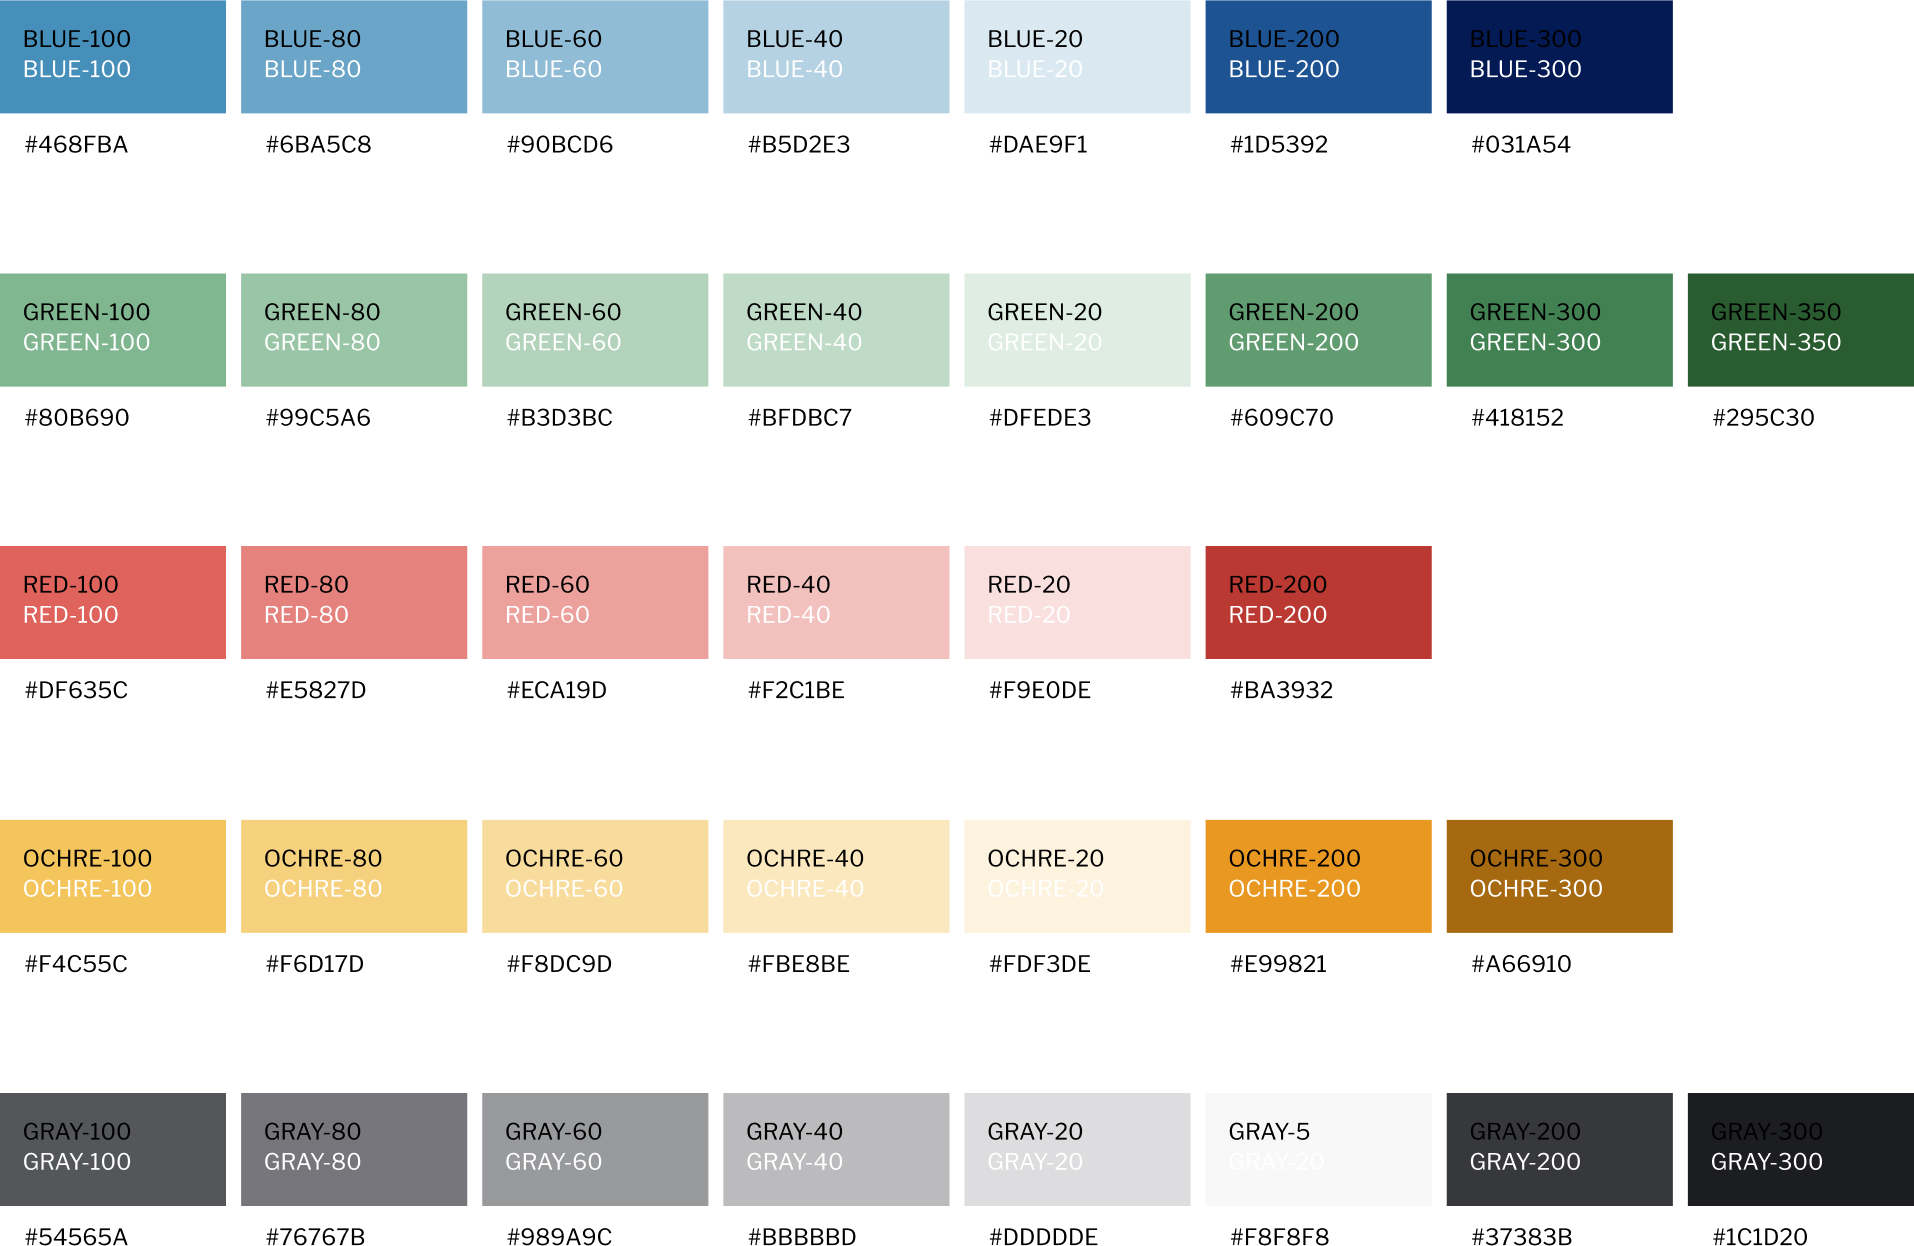 BLUE-100
BLUE-100
#468FBA
BLUE-80
BLUE-80
#6BA5C8
BLUE-60
BLUE-60
#90BCD6
BLUE-40
BLUE-40
#B5D2E3
BLUE-20
BLUE-20
#DAE9F1
BLUE-200
BLUE-200
#1D5392
BLUE-300
BLUE-300
#031A54
GREEN-100
GREEN-100
#80B690
GREEN-80
GREEN-80
#99C5A6
GREEN-60
GREEN-60
#B3D3BC
GREEN-40
GREEN-40
#BFDBC7
GREEN-20
GREEN-20
#DFEDE3
GREEN-200
GREEN-200
#609C70
GREEN-300
GREEN-300
#418152
GREEN-350
GREEN-350
#295C30
RED-100
RED-100
#DF635C
RED-80
RED-80
#E5827D
RED-60
RED-60
#ECA19D
RED-40
RED-40
#F2C1BE
RED-20
RED-20
#F9E0DE
RED-200
RED-200
#BA3932
OCHRE-100
OCHRE-100
#F4C55C
OCHRE-80
OCHRE-80
#F6D17D
OCHRE-60
OCHRE-60
#F8DC9D
OCHRE-40
OCHRE-40
#FBE8BE
OCHRE-20
OCHRE-20
#FDF3DE
OCHRE-200
OCHRE-200
#E99821
OCHRE-300
OCHRE-300
#A66910
GRAY-100
GRAY-100
#54565A
GRAY-80
GRAY-80
#76767B
GRAY-60
GRAY-60
#989A9C
GRAY-40
GRAY-40
#BBBBBD
GRAY-20
GRAY-20
#DDDDDE
GRAY-5
GRAY-20
#F8F8F8
GRAY-200
GRAY-200
#37383B
GRAY-300
GRAY-300
#1C1D20